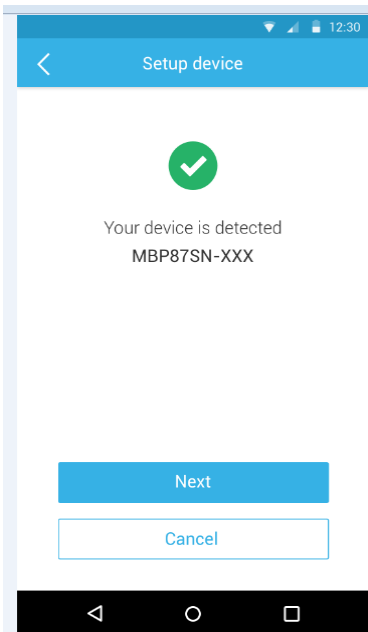 12:30
Setup device
Your device is detected
MBP87SN-XXX
Next
Cancel